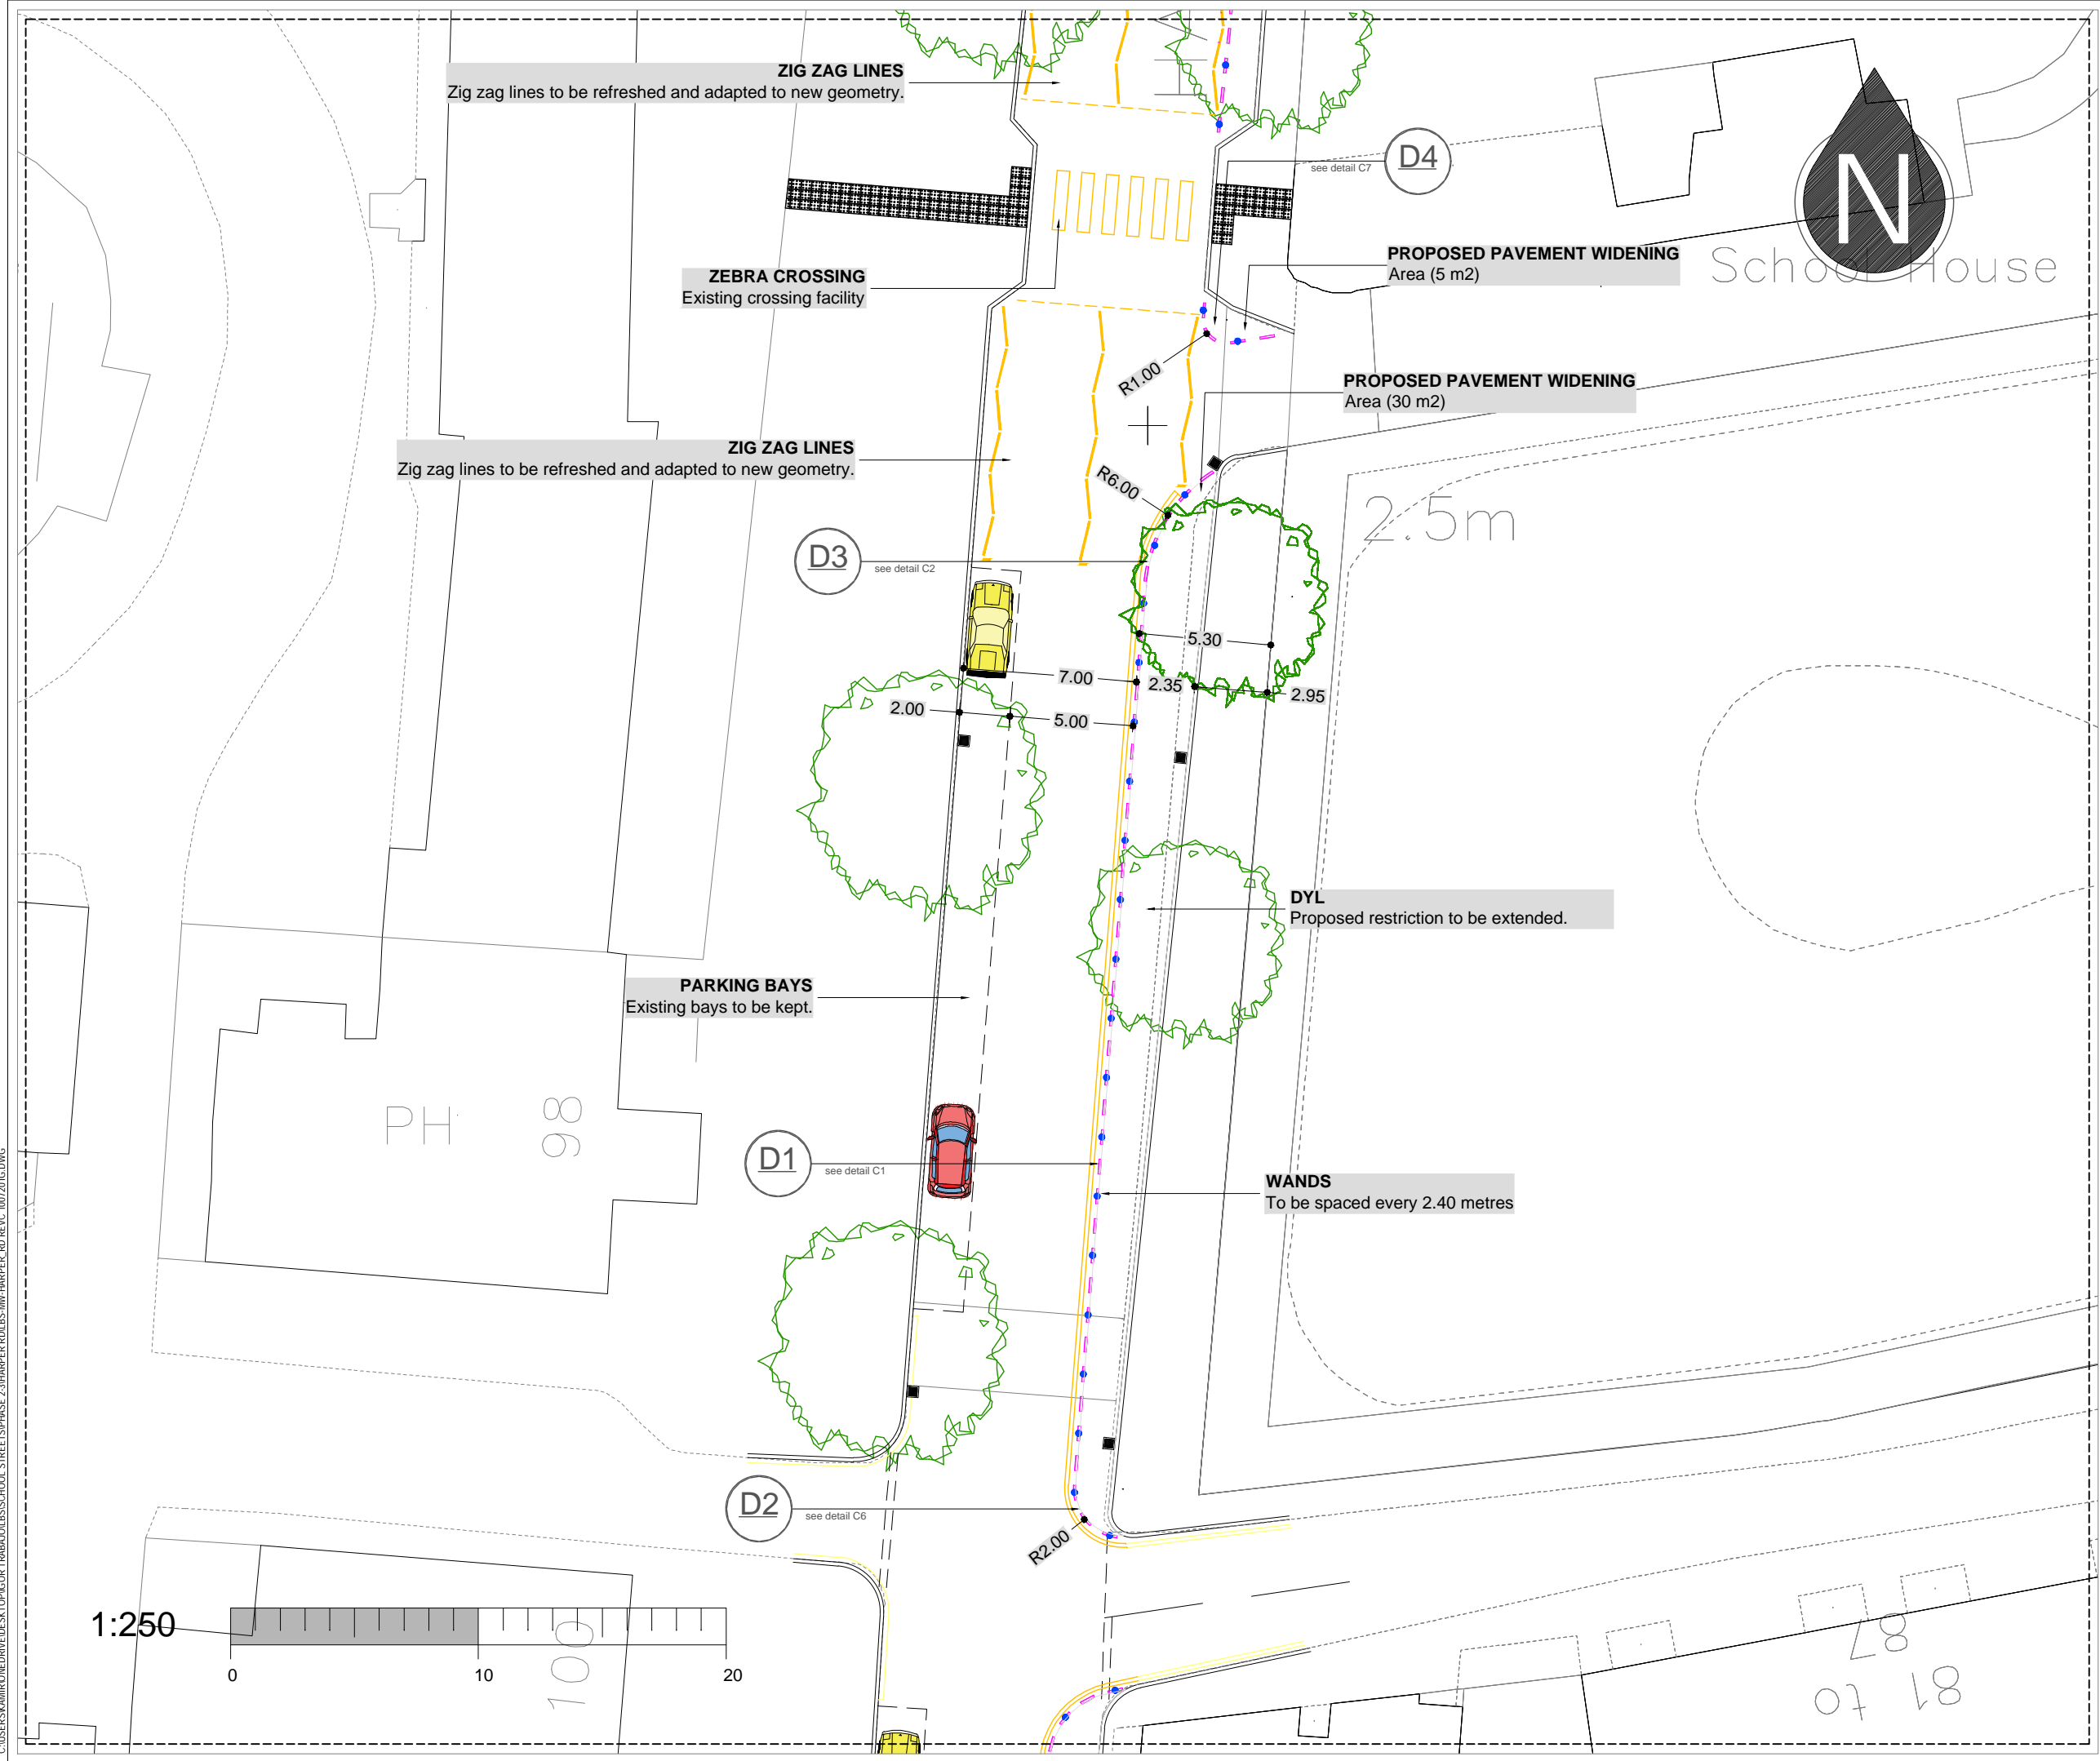 ZIG ZAG LINES
Zig zag lines to be refreshed and adapted to new geometry.
D4
see detail C7
N
School House
PROPOSED PAVEMENT WIDENING
Area (5 m2)
ZEBRA CROSSING
Existing crossing facility
R1.00
PROPOSED PAVEMENT WIDENING
Area (30 m2)
ZIG ZAG LINES
Zig zag lines to be refreshed and adapted to new geometry.
R6.00
2.5m
D3
see detail C2
5.30
7.00
2.35
2.95
2.00
5.00
DYL
Proposed restriction to be extended.
PARKING BAYS
Existing bays to be kept.
PH
98
D1
see detail C1
WANDS
To be spaced every 2.40 metres
D2
see detail C6
R2.00
1:250
0
10
20
100
81 to
87